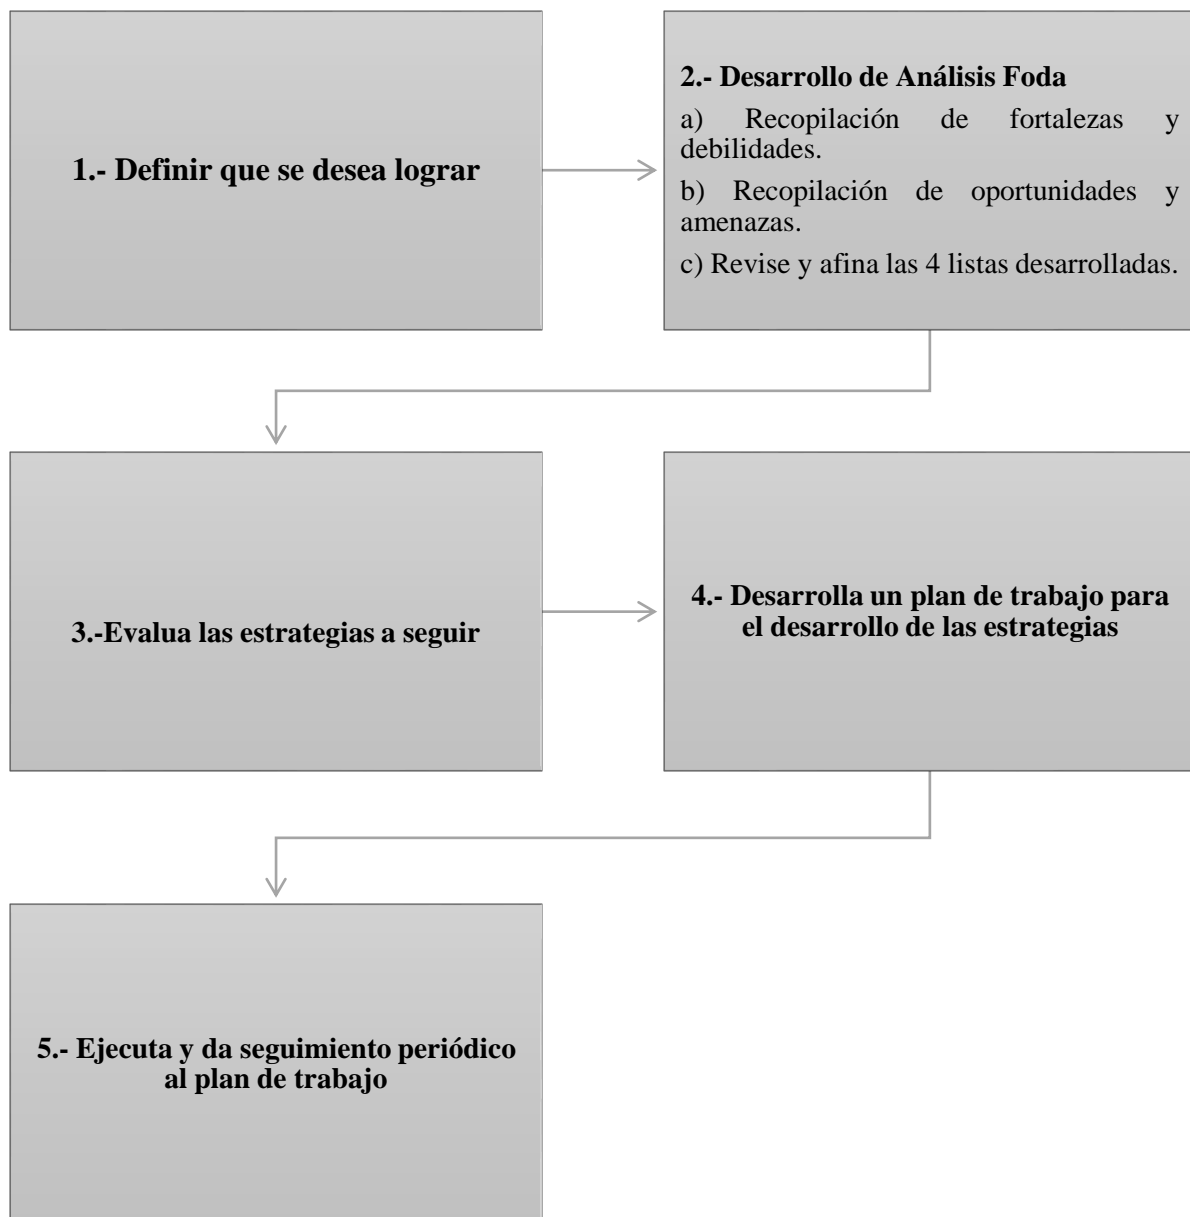 1.- Definir que se desea lograr
2.- Desarrollo de Análisis Foda
a) Recopilación de fortalezas y
debilidades.
b) Recopilación de oportunidades y
amenazas.
c) Revise y afina las 4 listas desarrolladas.
3.-Evalua las estrategias a seguir
4.- Desarrolla un plan de trabajo para
el desarrollo de las estrategias
5.- Ejecuta y da seguimiento periódico
al plan de trabajo